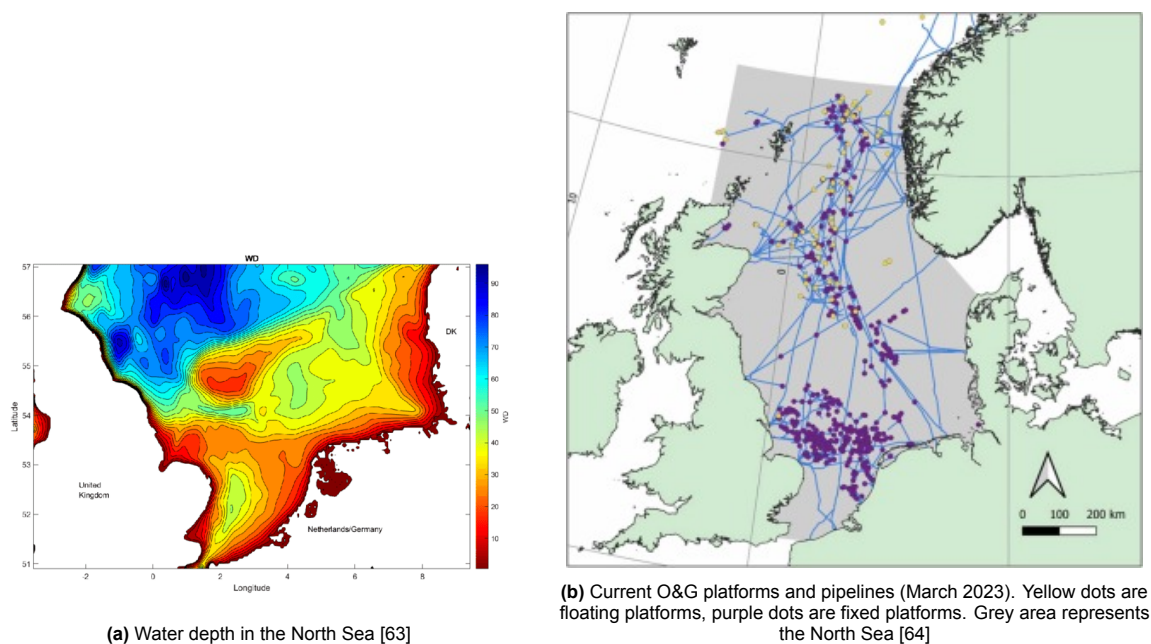 WD
57
56
55
54
53
52
51
Latitude
-2
0
2
4
6
8
Longitude
DK
United
Kingdom
Netherlands/Germany
90
80
70
60
50
40
30
20
10
WD
(a) Water depth in the North Sea [63]
10
0
0
100
200 km
(b) Current O&G platforms and pipelines (March 2023). Yellow dots are
floating platforms, purple dots are fixed platforms. Grey area represents
the North Sea [64]